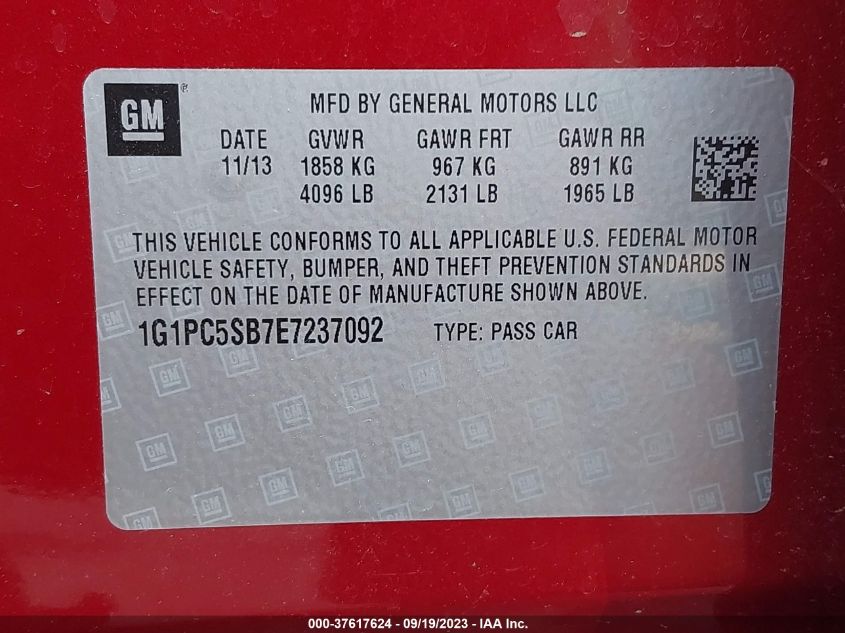 GM ®
MFD BY GENERAL MOTORS LLC
DATE GVWR GAWR FRT GAWR RR
11/13 1858 KG 967 KG 891 KG
4096 LB 2131 LB 1965 LB
THIS VEHICLE CONFORMS TO ALL APPLICABLE U.S. FEDERAL MOTOR
VEHICLE SAFETY, BUMPER, AND THEFT PREVENTION STANDARDS IN
EFFECT ON THE DATE OF MANUFACTURE SHOWN ABOVE.
1G1PC5SB7E7237092 TYPE: PASS CAR
000-37617624 - 09/19/2023 - IAA Inc.